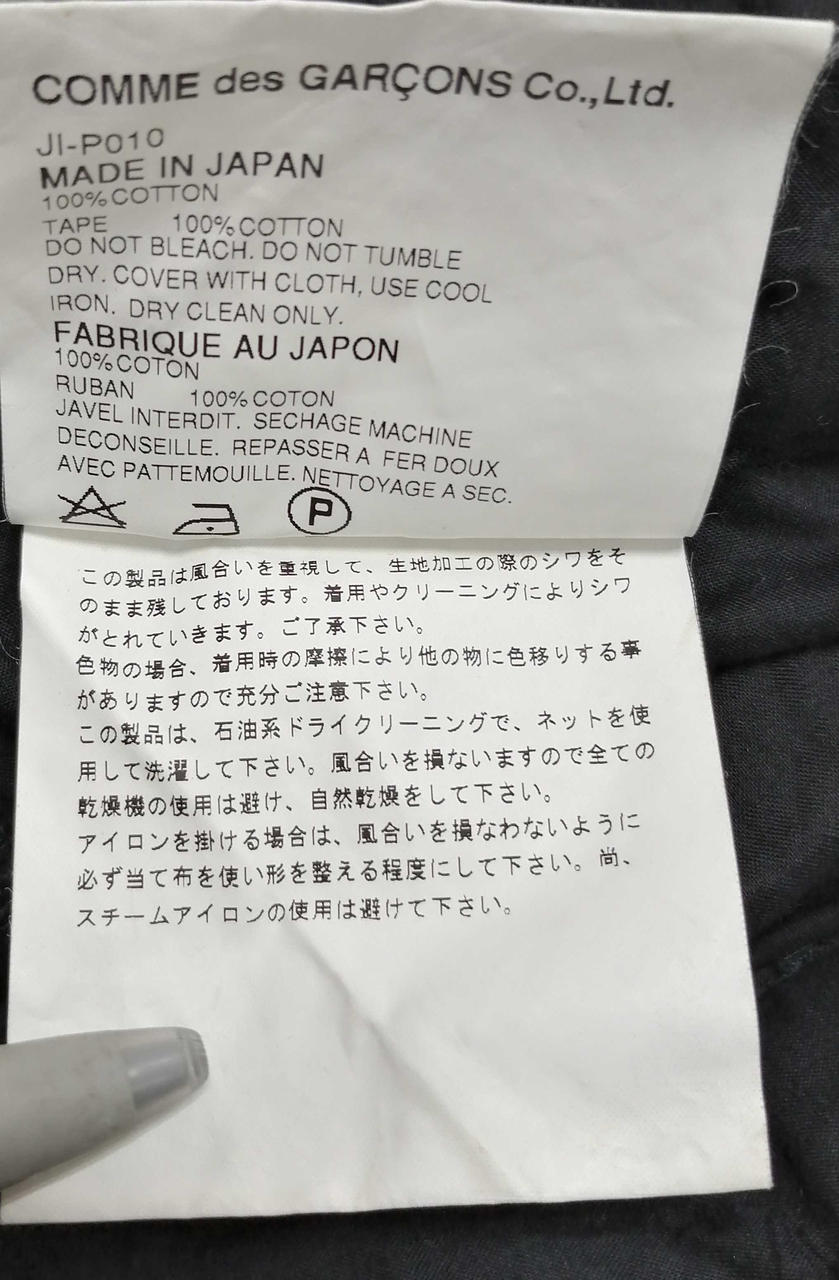 COMME des GARÇONS Co.,Ltd.
JI-P010
MADE IN JAPAN
100%COTTON
TAPE 100%COTTON
DO NOT BLEACH. DO NOT TUMBLE
DRY. COVER WITH CLOTH, USE COOL
IRON. DRY CLEAN ONLY.
FABRIQUE AU JAPON
100%COTON
RUBAN 100%COTON
JAVEL INTERDIT. SECHAGE MACHINE
DECONSEILLE. REPASSER A FER DOUX
AVEC PATTEMOUILLE. NETTOYAGE A SEC.
P
この製品は風合いを重視して、生地加工の際のシワをそ
のまま残しております。着用やクリーニングによりシワ
がとれていきます。ご了承下さい。
色物の場合、着用時の摩擦により他の物に色移りする事
がありますので充分ご注意下さい。
この製品は、石油系ドライクリーニングで、ネットを使
用して洗濯して下さい。風合いを損ないますので全ての
乾燥機の使用は避け、自然乾燥をして下さい。
アイロンを掛ける場合は、風合いを損なわないように
必ず当て布を使い形を整える程度にして下さい。尚、
スチームアイロンの使用は避けて下さい。